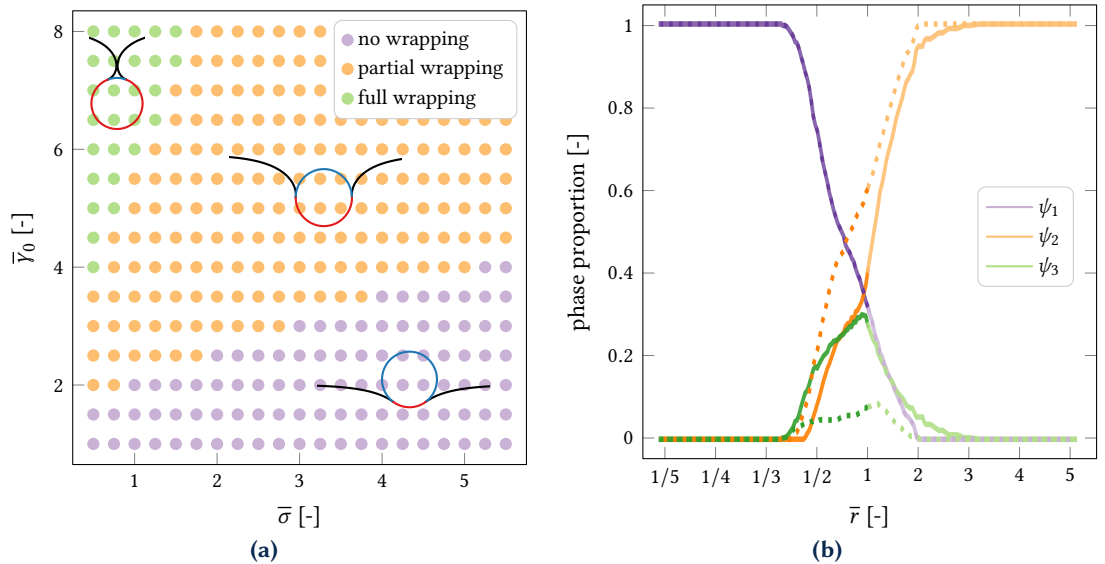 8
6
4
2
γ̅₀ [-]
no wrapping
partial wrapping
full wrapping
1 2 3 4 5
σ̅ [-]
(a)
1
0.8
0.6
0.4
0.2
0
phase proportion [-]
ψ₁
ψ₂
ψ₃
1/5 1/4 1/3 1/2 1 2 3 4 5
r̅ [-]
(b)